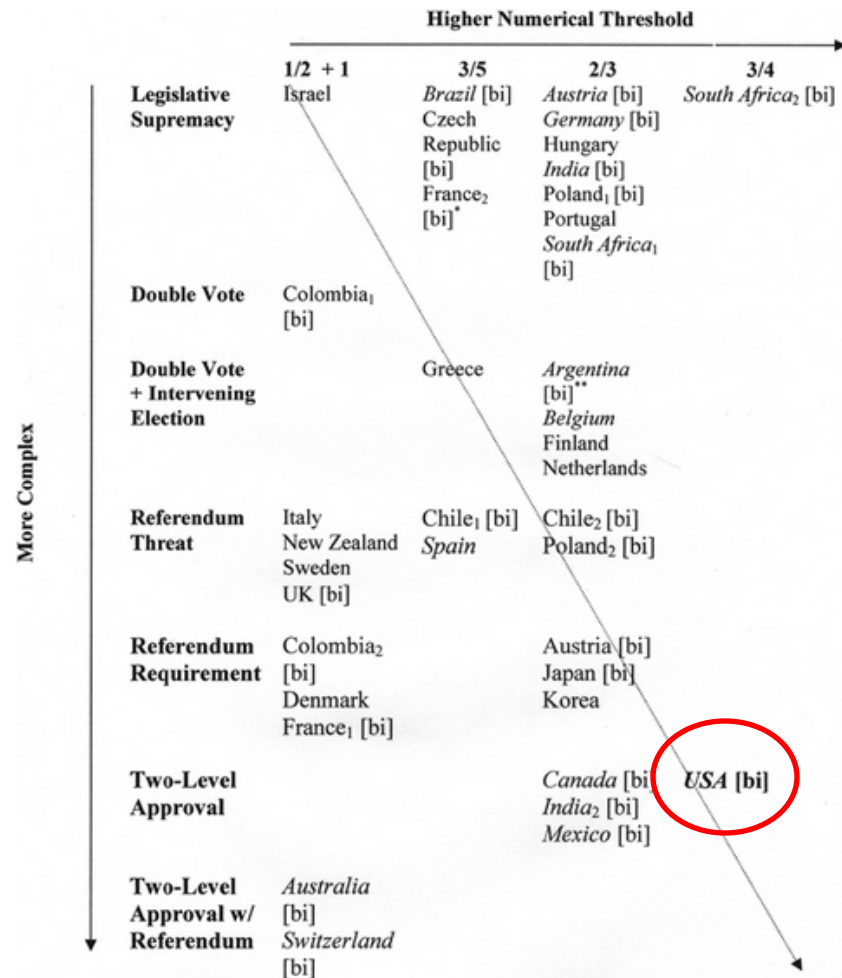 Higher Numerical Threshold
1/2 + 1 3/5 2/3 3/4
Legislative Israel Brazil [bi] Austria [bi] South Africa₂ [bi]
Supremacy Czech Germany [bi]
Republic Hungary
[bi] India [bi]
France₂ Poland₁ [bi]
[bi]* Portugal
South Africa₁
[bi]
Double Vote Colombia₁
[bi]
Double Vote Greece Argentina
+ Intervening [bi]**
Election Belgium
Finland
Netherlands
More Complex
Referendum Italy Chile₁ [bi] Chile₂ [bi]
Threat New Zealand Spain Poland₂ [bi]
Sweden
UK [bi]
Referendum Colombia₂ Austria [bi]
Requirement [bi] Japan [bi]
Denmark Korea
France₁ [bi]
Two-Level Canada [bi] USA [bi]
Approval India₂ [bi]
Mexico [bi]
Two-Level Australia
Approval w/ [bi]
Referendum Switzerland
[bi]